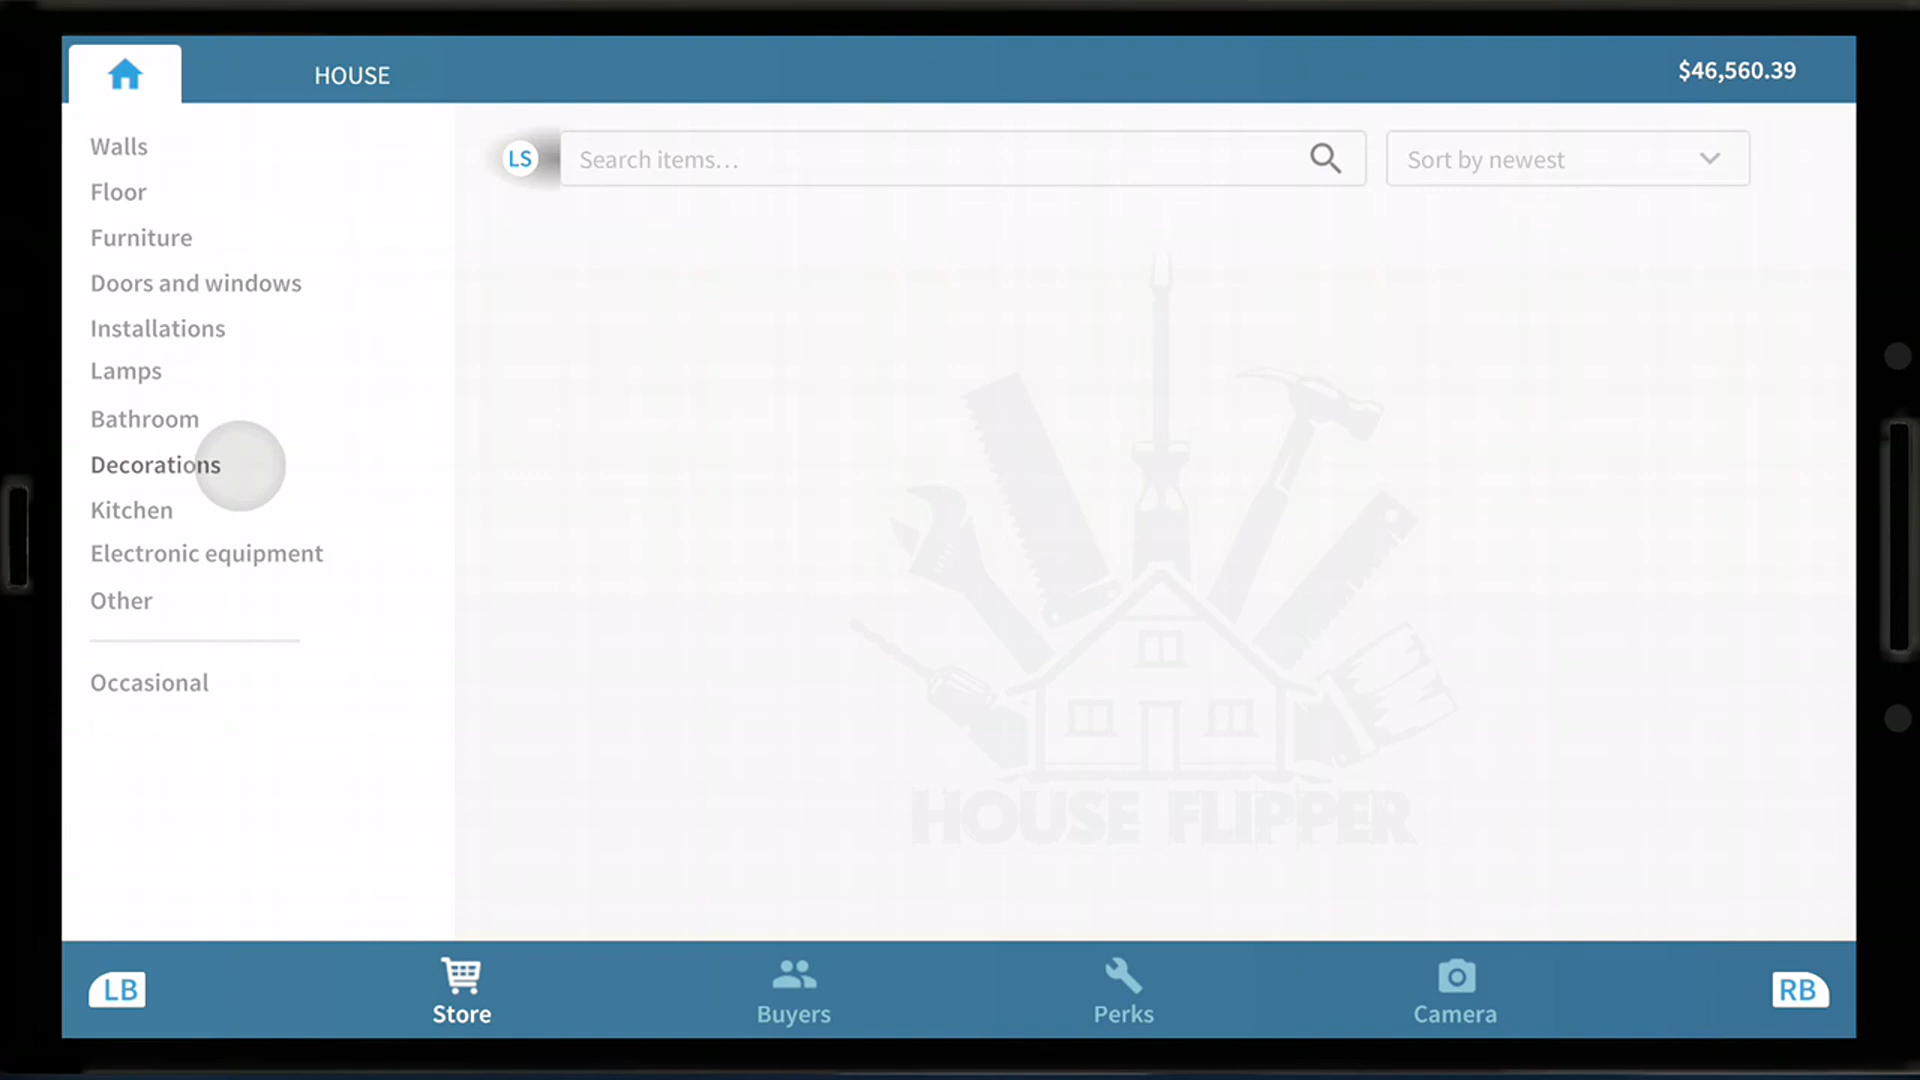 HOUSE
$46,560.39
Walls
Floor
Furniture
Doors and windows
Installations
Lamps
Bathroom
Decorations
Kitchen
Electronic equipment
Other
Occasional
LS
Search items...
Sort by newest
HOUSE FLIPPER
LB
Store
Buyers
Perks
Camera
RB